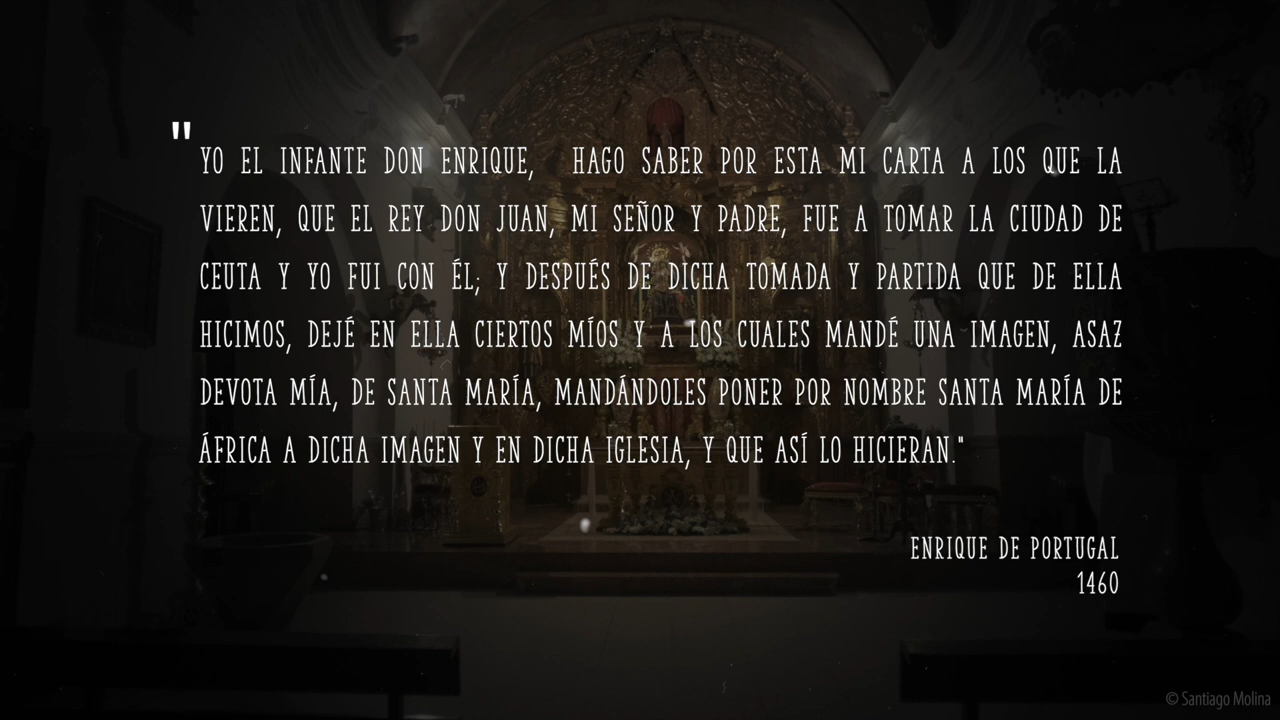 "YO EL INFANTE DON ENRIQUE, HAGO SABER POR ESTA MI CARTA A LOS QUE LA
VIEREN, QUE EL REY DON JUAN, MI SEÑOR Y PADRE, FUE A TOMAR LA CIUDAD DE
CEUTA Y YO FUI CON ÉL; Y DESPUÉS DE DICHA TOMADA Y PARTIDA QUE DE ELLA
HICIMOS, DEJÉ EN ELLA CIERTOS MÍOS Y A LOS CUALES MANDÉ UNA IMAGEN, ASAZ
DEVOTA MÍA, DE SANTA MARÍA, MANDÁNDOLES PONER POR NOMBRE SANTA MARÍA DE
ÁFRICA A DICHA IMAGEN Y EN DICHA IGLESIA, Y QUE ASÍ LO HICIERAN."
ENRIQUE DE PORTUGAL
1460
© Santiago Molina